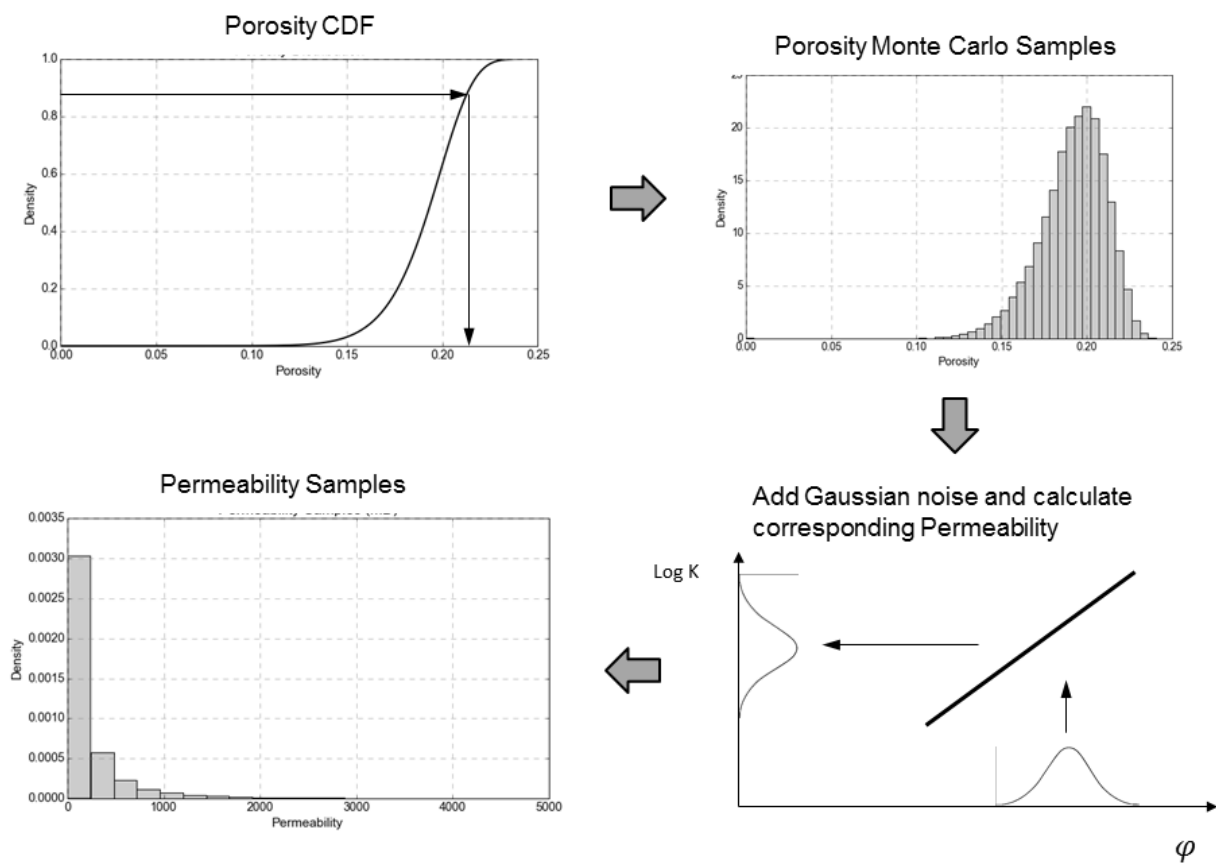 Porosity CDF
1.0
0.8
0.6
0.4
0.2
0.0
Density
0.00 0.05 0.10 0.15 0.20 0.25
Porosity
Porosity Monte Carlo Samples
20
15
10
5
0
Density
0.00 0.05 0.10 0.15 0.20 0.25
Porosity
Add Gaussian noise and calculate
corresponding Permeability
Log K
φ
Permeability Samples
0.0035
0.0030
0.0025
0.0020
0.0015
0.0010
0.0005
0.0000
Density
0 1000 2000 3000 4000 5000
Permeability